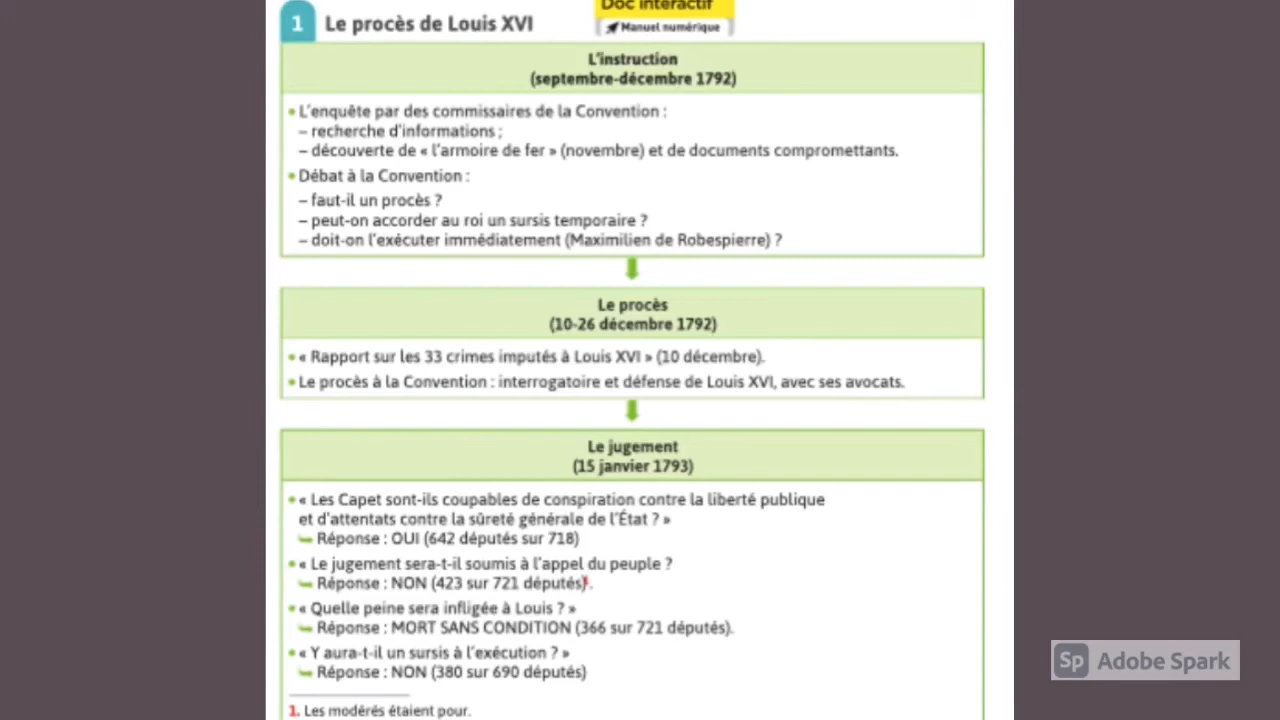 Doc interactif
1 Le procès de Louis XVI
Manuel numérique
L'instruction
(septembre-décembre 1792)
• L'enquête par des commissaires de la Convention :
– recherche d'informations ;
– découverte de « l'armoire de fer » (novembre) et de documents compromettants.
• Débat à la Convention :
– faut-il un procès ?
– peut-on accorder au roi un sursis temporaire ?
– doit-on l'exécuter immédiatement (Maximilien de Robespierre) ?
Le procès
(10-26 décembre 1792)
• « Rapport sur les 33 crimes imputés à Louis XVI » (10 décembre).
• Le procès à la Convention : interrogatoire et défense de Louis XVI, avec ses avocats.
Le jugement
(15 janvier 1793)
• « Les Capet sont-ils coupables de conspiration contre la liberté publique
et d'attentats contre la sûreté générale de l'État ? »
Réponse : OUI (642 députés sur 718)
• « Le jugement sera-t-il soumis à l'appel du peuple ?
Réponse : NON (423 sur 721 députés)1.
• « Quelle peine sera infligée à Louis ? »
Réponse : MORT SANS CONDITION (366 sur 721 députés).
• « Y aura-t-il un sursis à l'exécution ? »
Réponse : NON (380 sur 690 députés)
1. Les modérés étaient pour.
Sp Adobe Spark